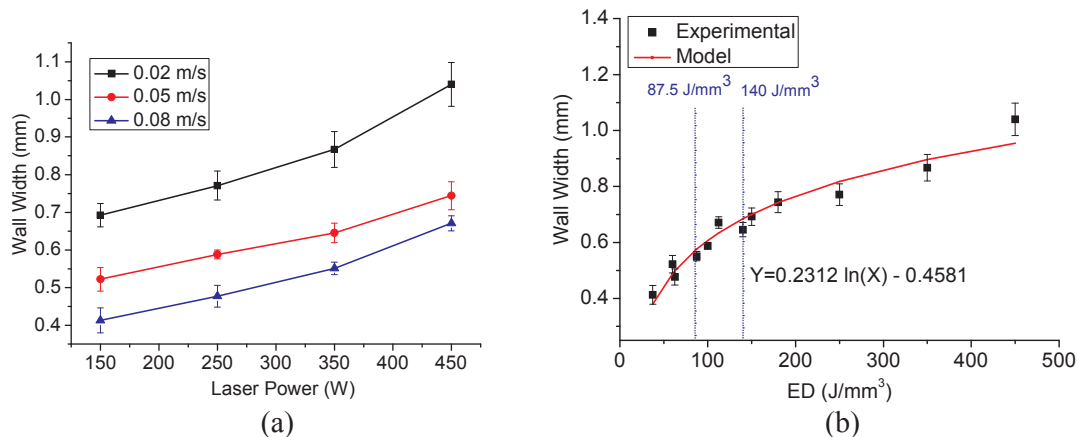 0.02 m/s
0.05 m/s
0.08 m/s
1.1
1.0
0.9
0.8
0.7
0.6
0.5
0.4
Wall Width (mm)
150 200 250 300 350 400 450
Laser Power (W)
(a)
Experimental
Model
87.5 J/mm³ 140 J/mm³
1.4
1.2
1.0
0.8
0.6
0.4
Wall Width (mm)
Y=0.2312 ln(X) - 0.4581
0 100 200 300 400 500
ED (J/mm³)
(b)